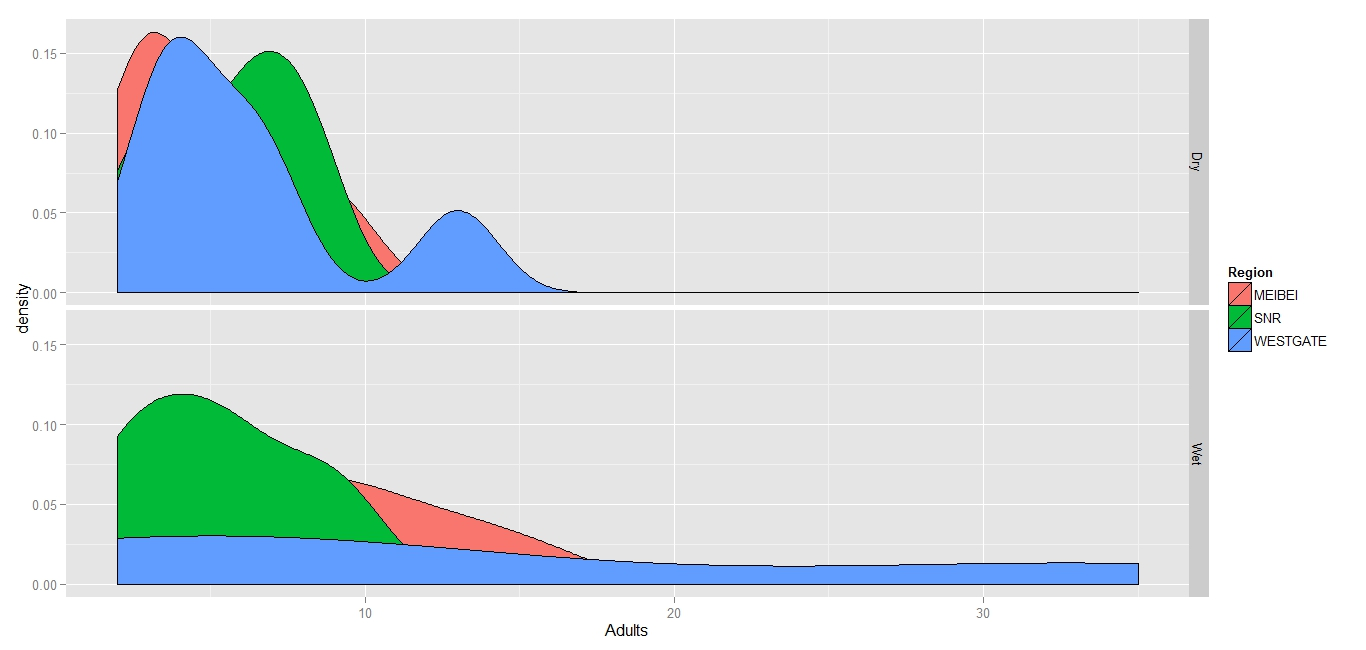 0.15
0.10
0.05
0.00
Dry
0.15
0.10
0.05
0.00
Wet
density
10
20
30
Adults
Region
MEIBEI
SNR
WESTGATE